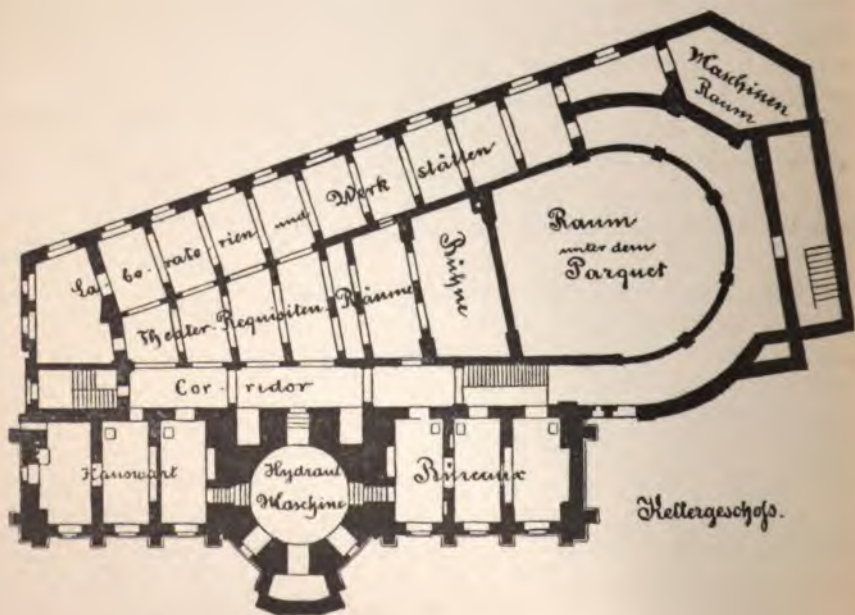 Maschinen
Raum
La-bo-rato-rien und Werk stätten
Raum
unter dem
Parquet
Bühne
Theater-Requisiten-Räume
Cor-ridor
Hauswart
Hydraul
Maschine
Büreaux
Kellergeschoſs.